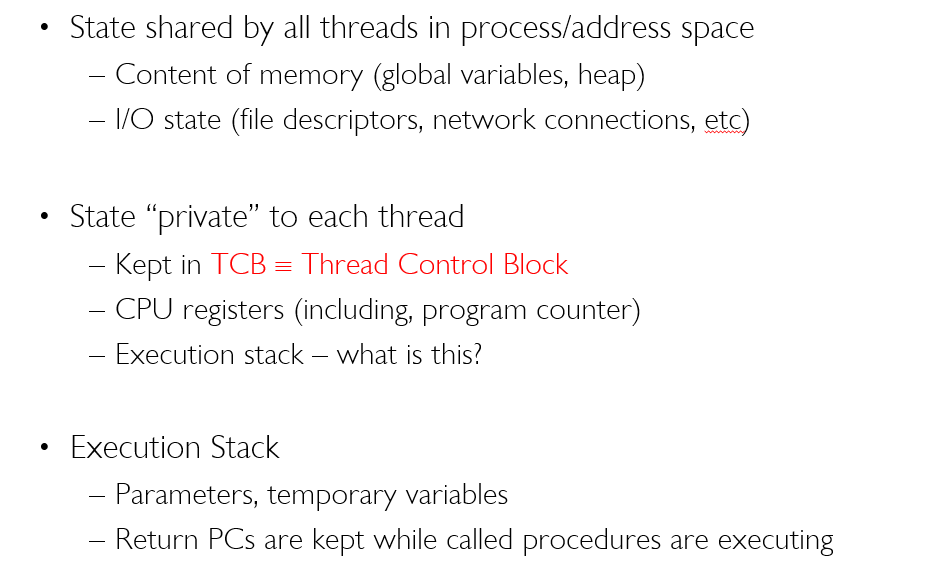 • State shared by all threads in process/address space
– Content of memory (global variables, heap)
– I/O state (file descriptors, network connections, etc)
• State “private” to each thread
– Kept in TCB ≡ Thread Control Block
– CPU registers (including, program counter)
– Execution stack – what is this?
• Execution Stack
– Parameters, temporary variables
– Return PCs are kept while called procedures are executing